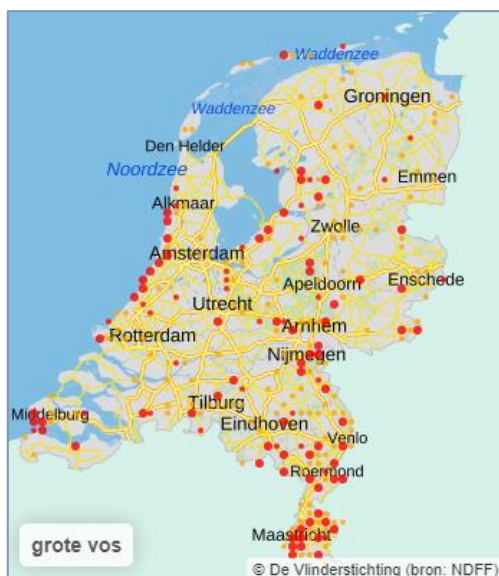 Waddenzee
Groningen
Waddenzee
Den Helder
Noordzee
Emmen
Alkmaar
Zwolle
Amsterdam
Enschede
Apeldoorn
Utrecht
Arnhem
Rotterdam
Nijmegen
Tilburg
Middelburg
Eindhoven
Venlo
Roermond
Maastricht
grote vos
© De Vlinderstichting (bron: NDFF)